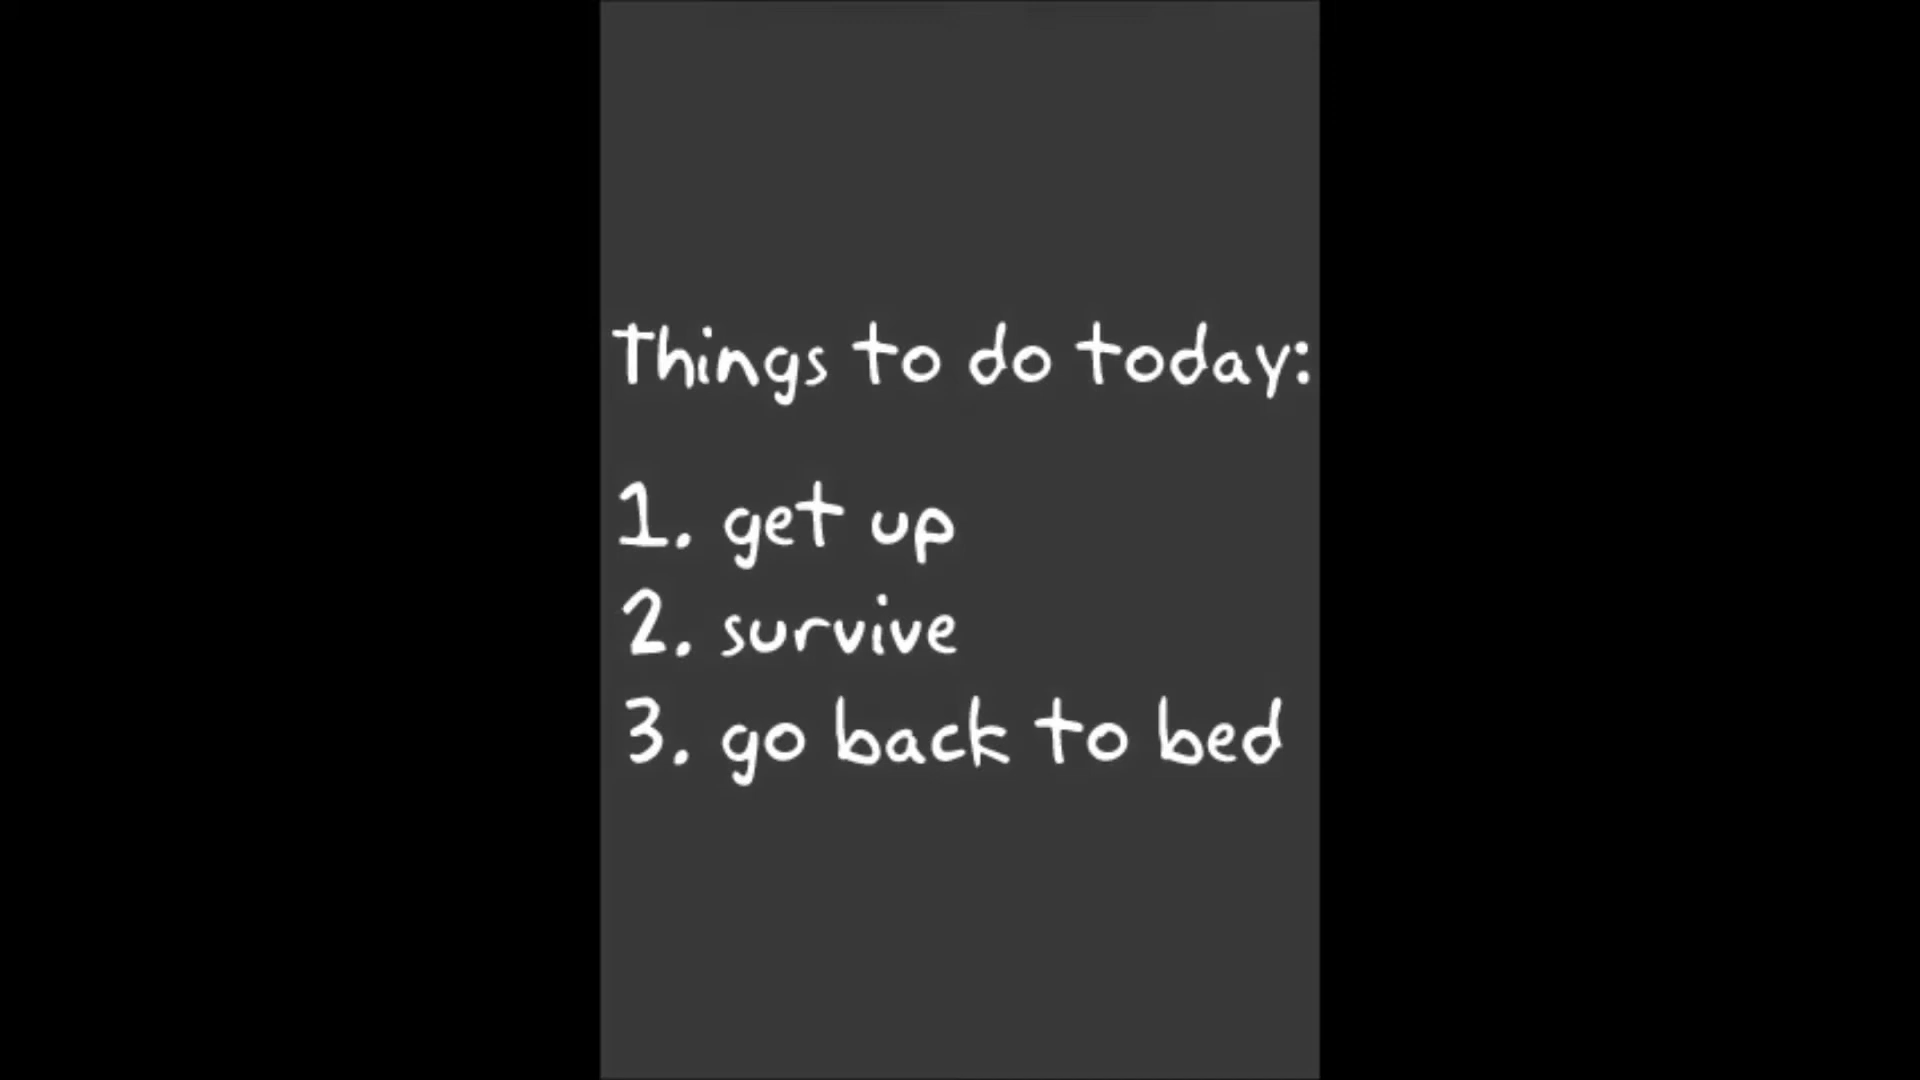 Things to do today:
1. get up
2. survive
3. go back to bed